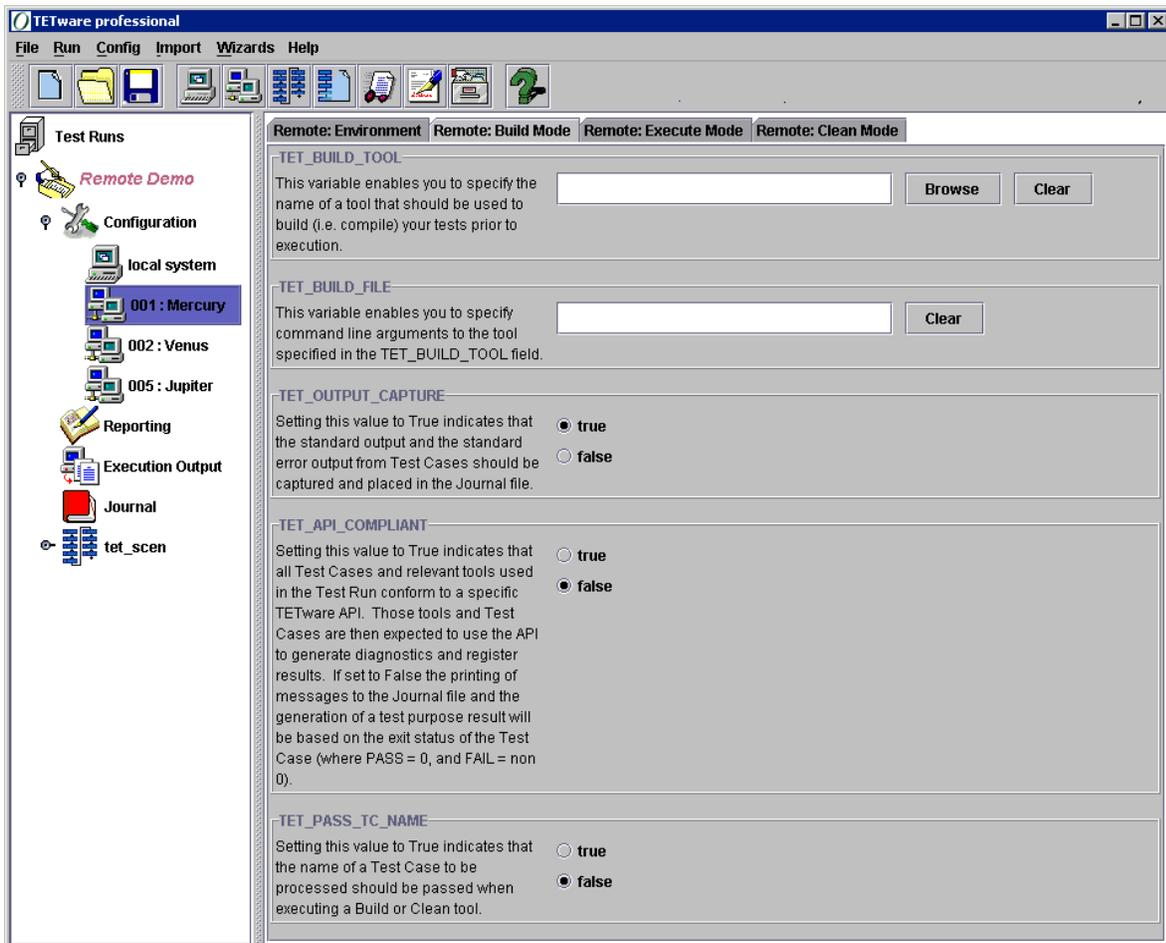 TETware professional
File Run Config Import Wizards Help
Test Runs
Remote Demo
Configuration
local system
001 : Mercury
002 : Venus
005 : Jupiter
Reporting
Execution Output
Journal
tet_scen
Remote: Environment Remote: Build Mode Remote: Execute Mode Remote: Clean Mode
TET_BUILD_TOOL
This variable enables you to specify the
name of a tool that should be used to
build (i.e. compile) your tests prior to
execution.
Browse Clear
TET_BUILD_FILE
This variable enables you to specify
command line arguments to the tool
specified in the TET_BUILD_TOOL field.
Clear
TET_OUTPUT_CAPTURE
Setting this value to True indicates that
the standard output and the standard
error output from Test Cases should be
captured and placed in the Journal file.
true
false
TET_API_COMPLIANT
Setting this value to True indicates that
all Test Cases and relevant tools used
in the Test Run conform to a specific
TETware API. Those tools and Test
Cases are then expected to use the API
to generate diagnostics and register
results. If set to False the printing of
messages to the Journal file and the
generation of a test purpose result will
be based on the exit status of the Test
Case (where PASS = 0, and FAIL = non
0).
true
false
TET_PASS_TC_NAME
Setting this value to True indicates that
the name of a Test Case to be
processed should be passed when
executing a Build or Clean tool.
true
false